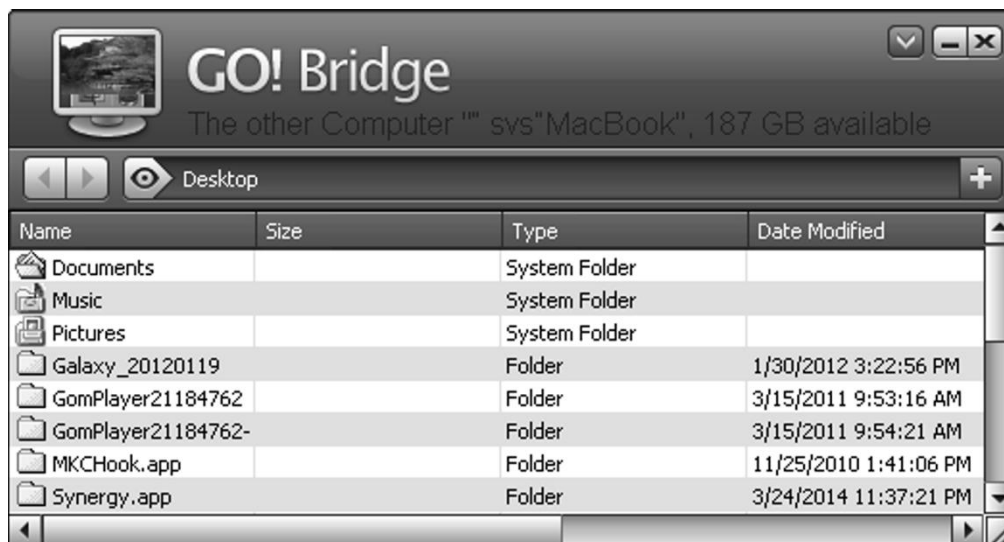 GO! Bridge
The other Computer "" svs"MacBook", 187 GB available
Desktop
Name Size Type Date Modified
Documents System Folder
Music System Folder
Pictures System Folder
Galaxy_20120119 Folder 1/30/2012 3:22:56 PM
GomPlayer21184762 Folder 3/15/2011 9:53:16 AM
GomPlayer21184762- Folder 3/15/2011 9:54:21 AM
MKCHook.app Folder 11/25/2010 1:41:06 PM
Synergy.app Folder 3/24/2014 11:37:21 PM